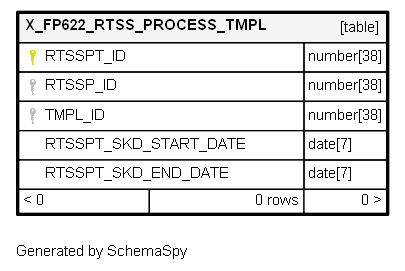 X_FP622_RTSS_PROCESS_TMPL [table]
RTSSPT_ID number[38]
RTSSP_ID number[38]
TMPL_ID number[38]
RTSSPT_SKD_START_DATE date[7]
RTSSPT_SKD_END_DATE date[7]
< 0 0 rows 0 >
Generated by SchemaSpy